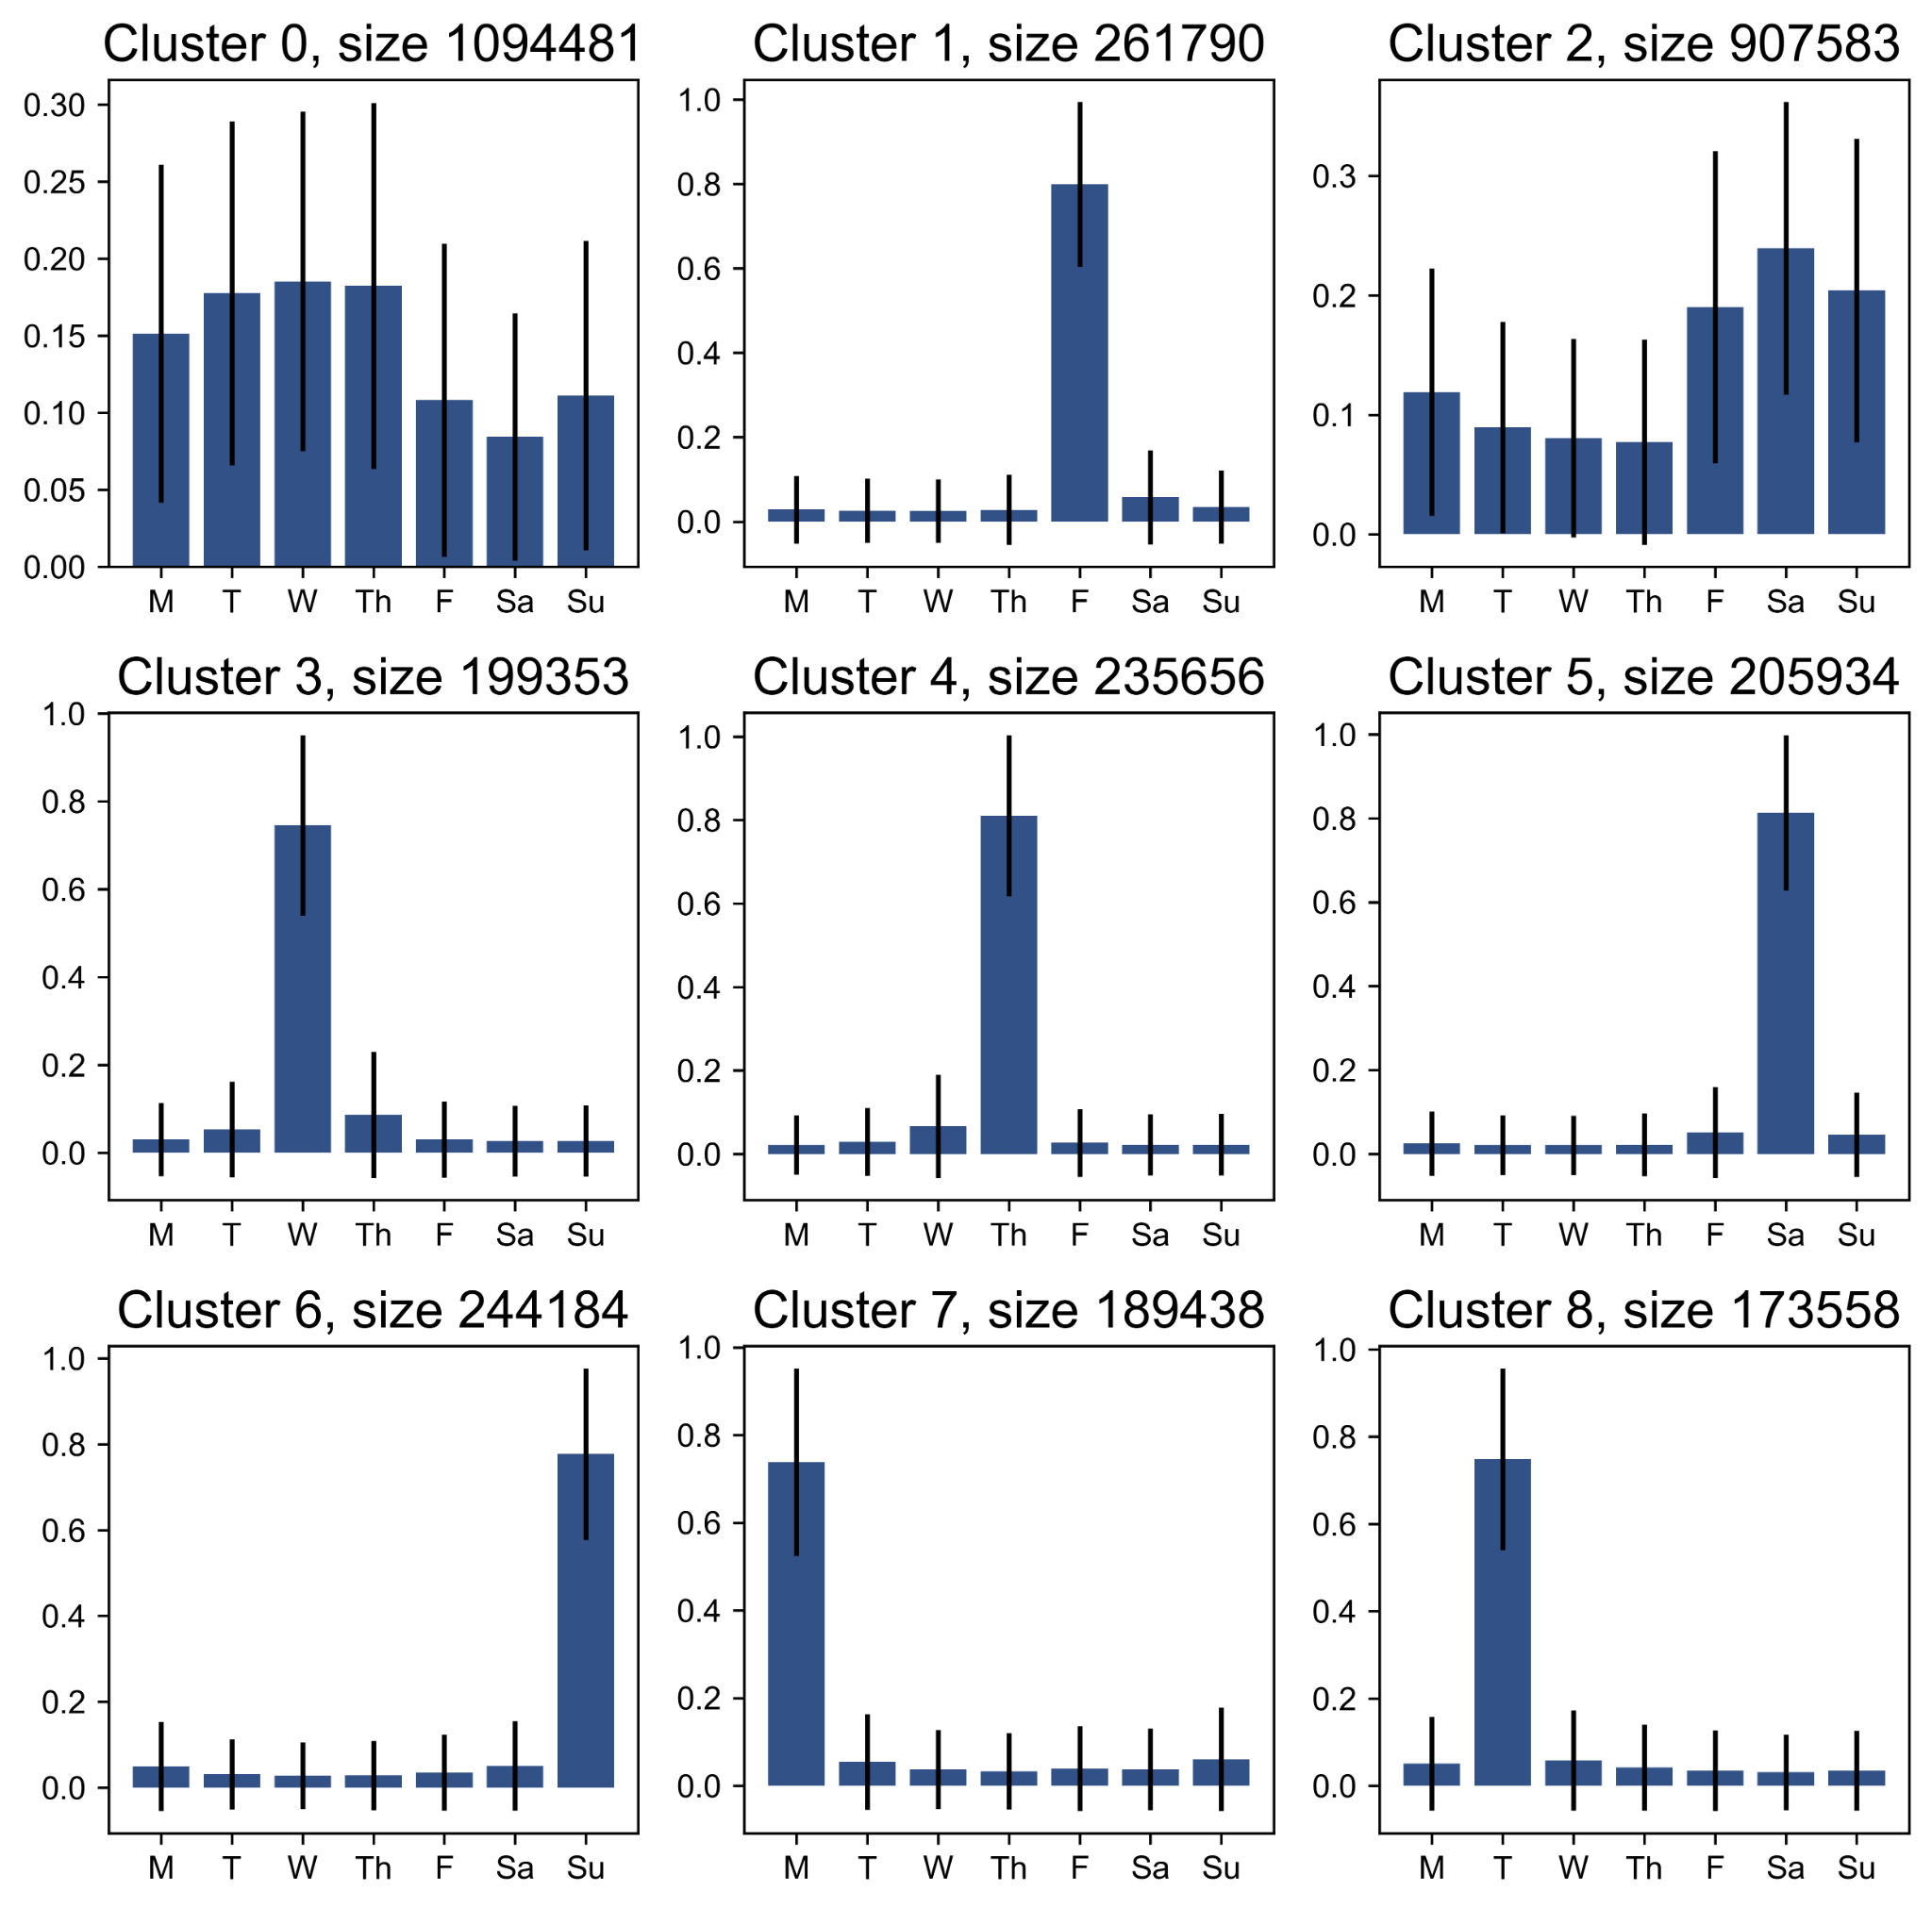 Cluster 0, size 1094481
0.30
0.25
0.20
0.15
0.10
0.05
0.00
M T W Th F Sa Su
Cluster 1, size 261790
1.0
0.8
0.6
0.4
0.2
0.0
M T W Th F Sa Su
Cluster 2, size 907583
0.3
0.2
0.1
0.0
M T W Th F Sa Su
Cluster 3, size 199353
1.0
0.8
0.6
0.4
0.2
0.0
M T W Th F Sa Su
Cluster 4, size 235656
1.0
0.8
0.6
0.4
0.2
0.0
M T W Th F Sa Su
Cluster 5, size 205934
1.0
0.8
0.6
0.4
0.2
0.0
M T W Th F Sa Su
Cluster 6, size 244184
1.0
0.8
0.6
0.4
0.2
0.0
M T W Th F Sa Su
Cluster 7, size 189438
1.0
0.8
0.6
0.4
0.2
0.0
M T W Th F Sa Su
Cluster 8, size 173558
1.0
0.8
0.6
0.4
0.2
0.0
M T W Th F Sa Su